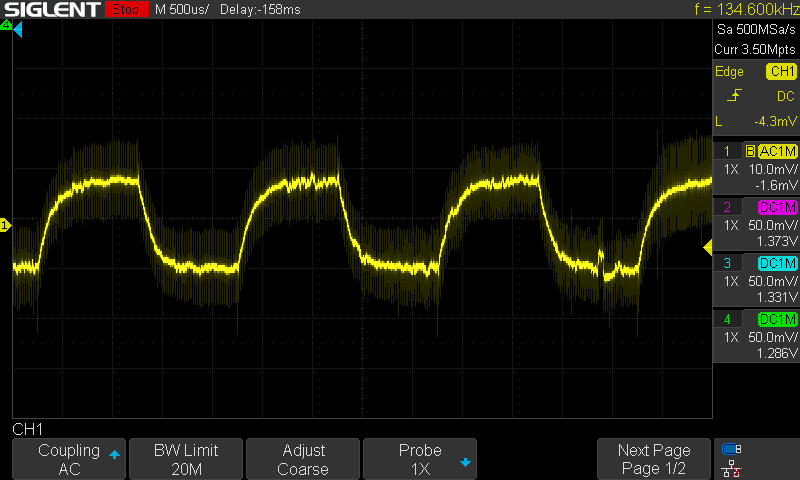 SIGLENT Stop M 500us/ Delay:-158ms f = 134.600kHz
Sa 500MSa/s
Curr 3.50Mpts
Edge CH1
DC
L -4.3mV
1 B AC1M
1X 10.0mV/
-1.6mV
2 DC1M
1X 50.0mV/
1.373V
3 DC1M
1X 50.0mV/
1.331V
4 DC1M
1X 50.0mV/
1.286V
4
1
CH1
Coupling
AC
BW Limit
20M
Adjust
Coarse
Probe
1X
Next Page
Page 1/2